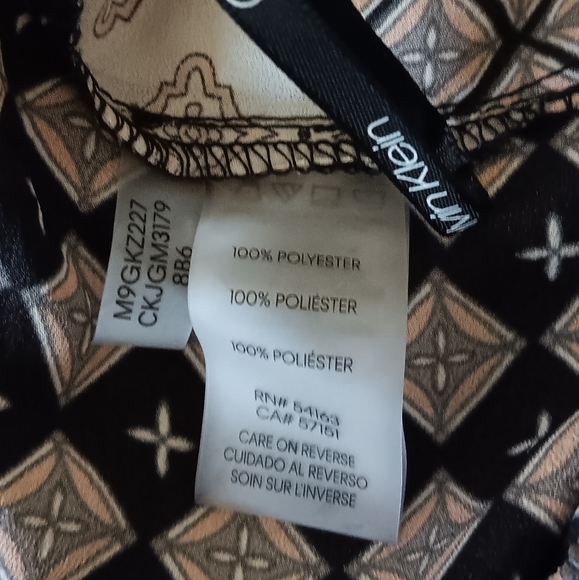 vin Klein
M9GKZ227
CKJGM3179
8B6
100% POLYESTER
100% POLIÉSTER
100% POLIÉSTER
RN# 54163
CA# 57151
CARE ON REVERSE
CUIDADO AL REVERSO
SOIN SUR L'INVERSE